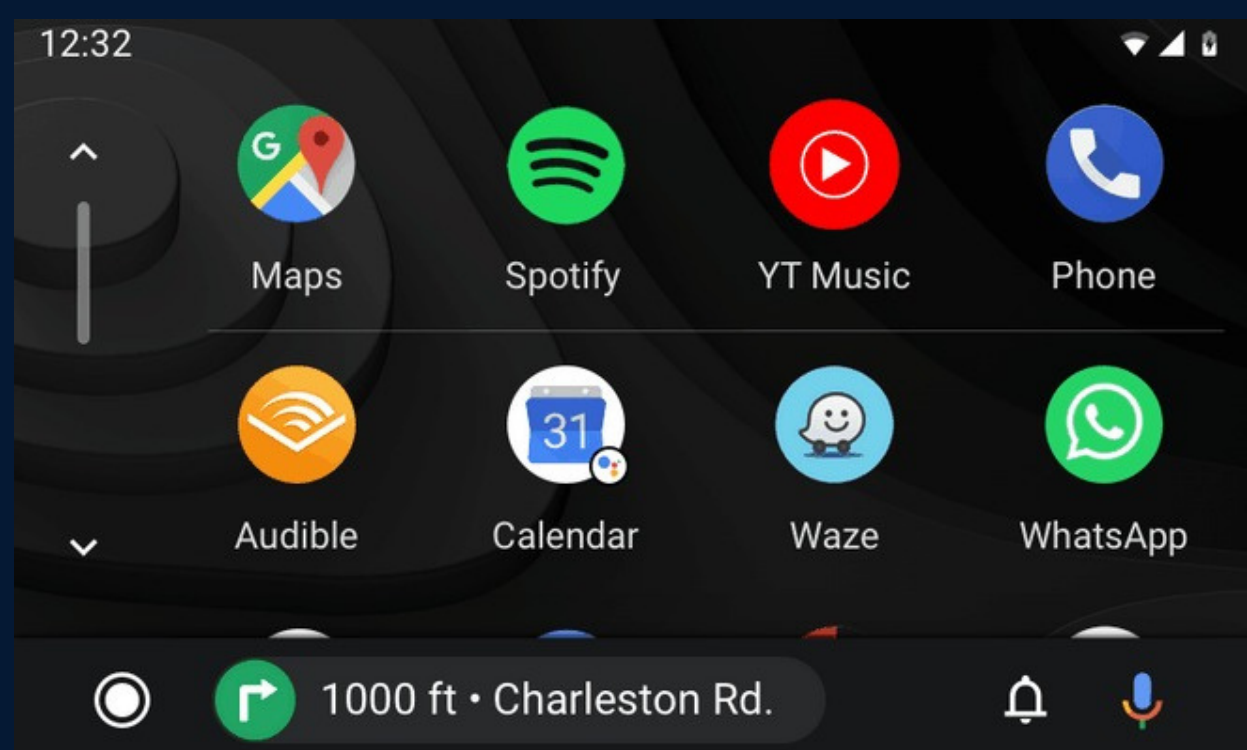 12:32
G
Maps Spotify YT Music Phone
31
Audible Calendar Waze WhatsApp
1000 ft • Charleston Rd.